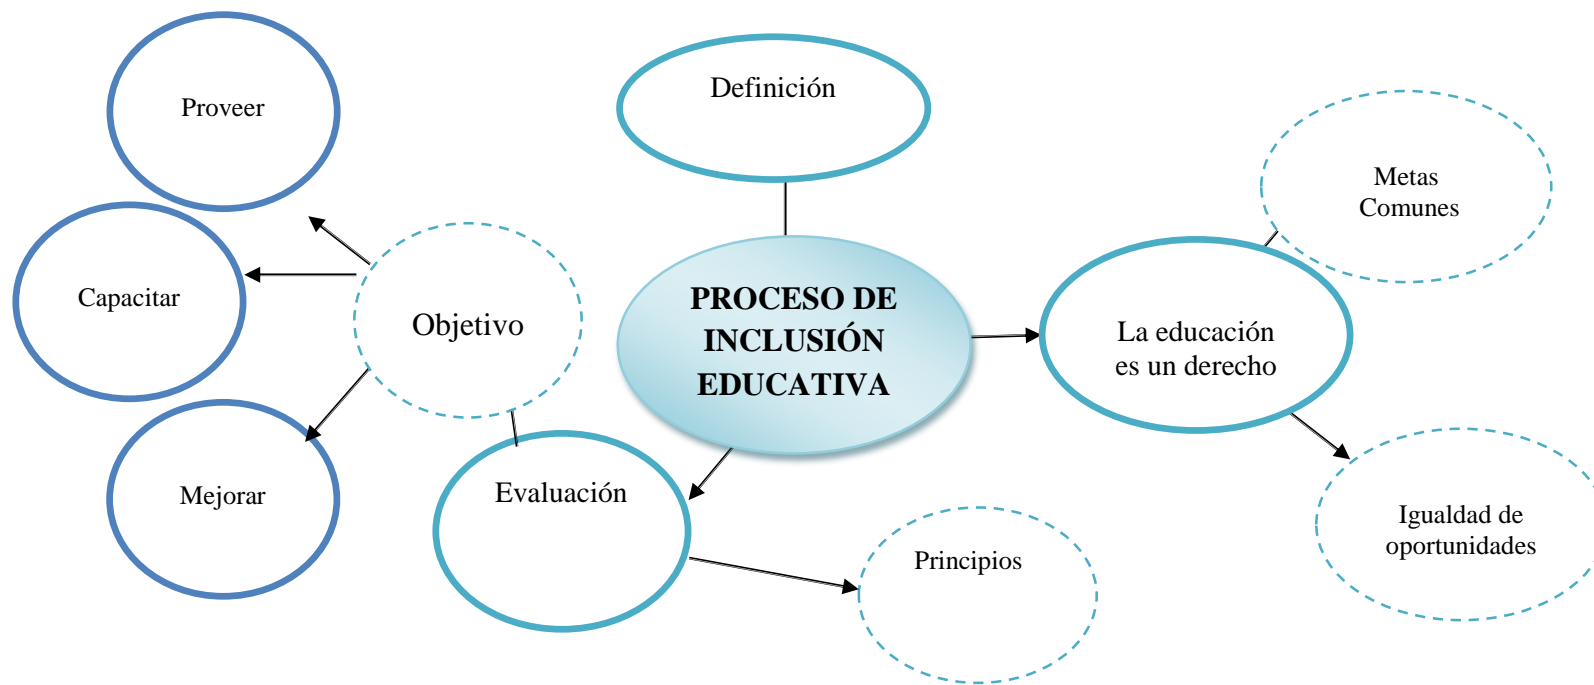 Definición
Proveer
Metas
Comunes
Capacitar
Objetivo
PROCESO DE
INCLUSIÓN
EDUCATIVA
La educación
es un derecho
Mejorar
Evaluación
Igualdad de
oportunidades
Principios